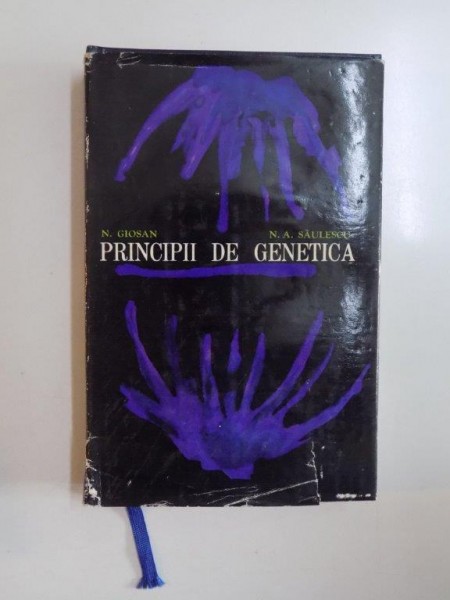 N. GIOSAN N. A. SĂULESCU
PRINCIPII DE GENETICA